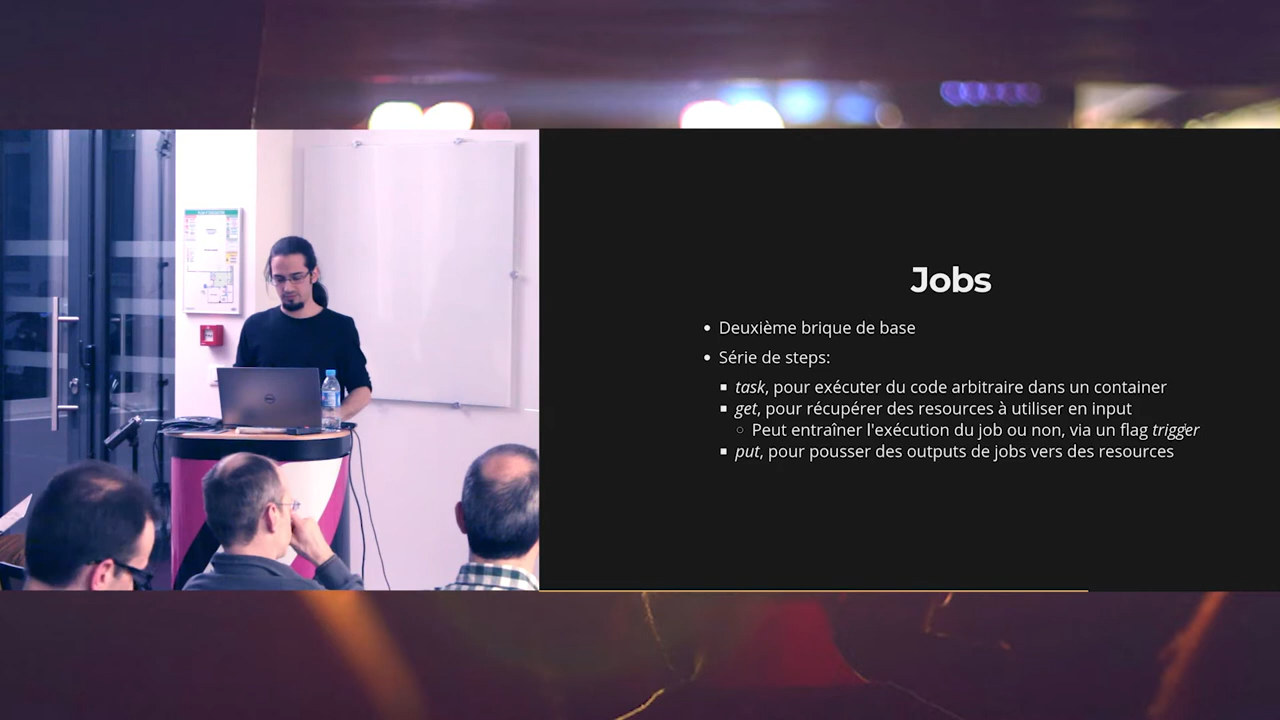 Jobs
Deuxième brique de base
Série de steps:
task, pour exécuter du code arbitraire dans un container
get, pour récupérer des resources à utiliser en input
Peut entraîner l'exécution du job ou non, via un flag trigger
put, pour pousser des outputs de jobs vers des resources